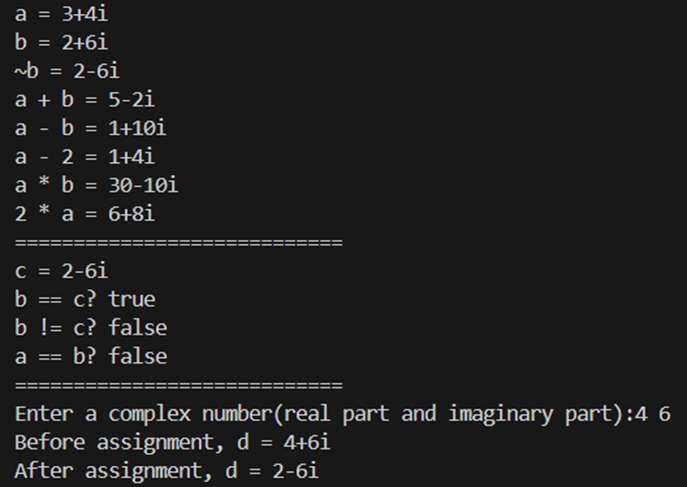 a = 3+4i
b = 2+6i
~b = 2-6i
a + b = 5-2i
a - b = 1+10i
a - 2 = 1+4i
a * b = 30-10i
2 * a = 6+8i
============================
c = 2-6i
b == c? true
b != c? false
a == b? false
============================
Enter a complex number(real part and imaginary part):4 6
Before assignment, d = 4+6i
After assignment, d = 2-6i